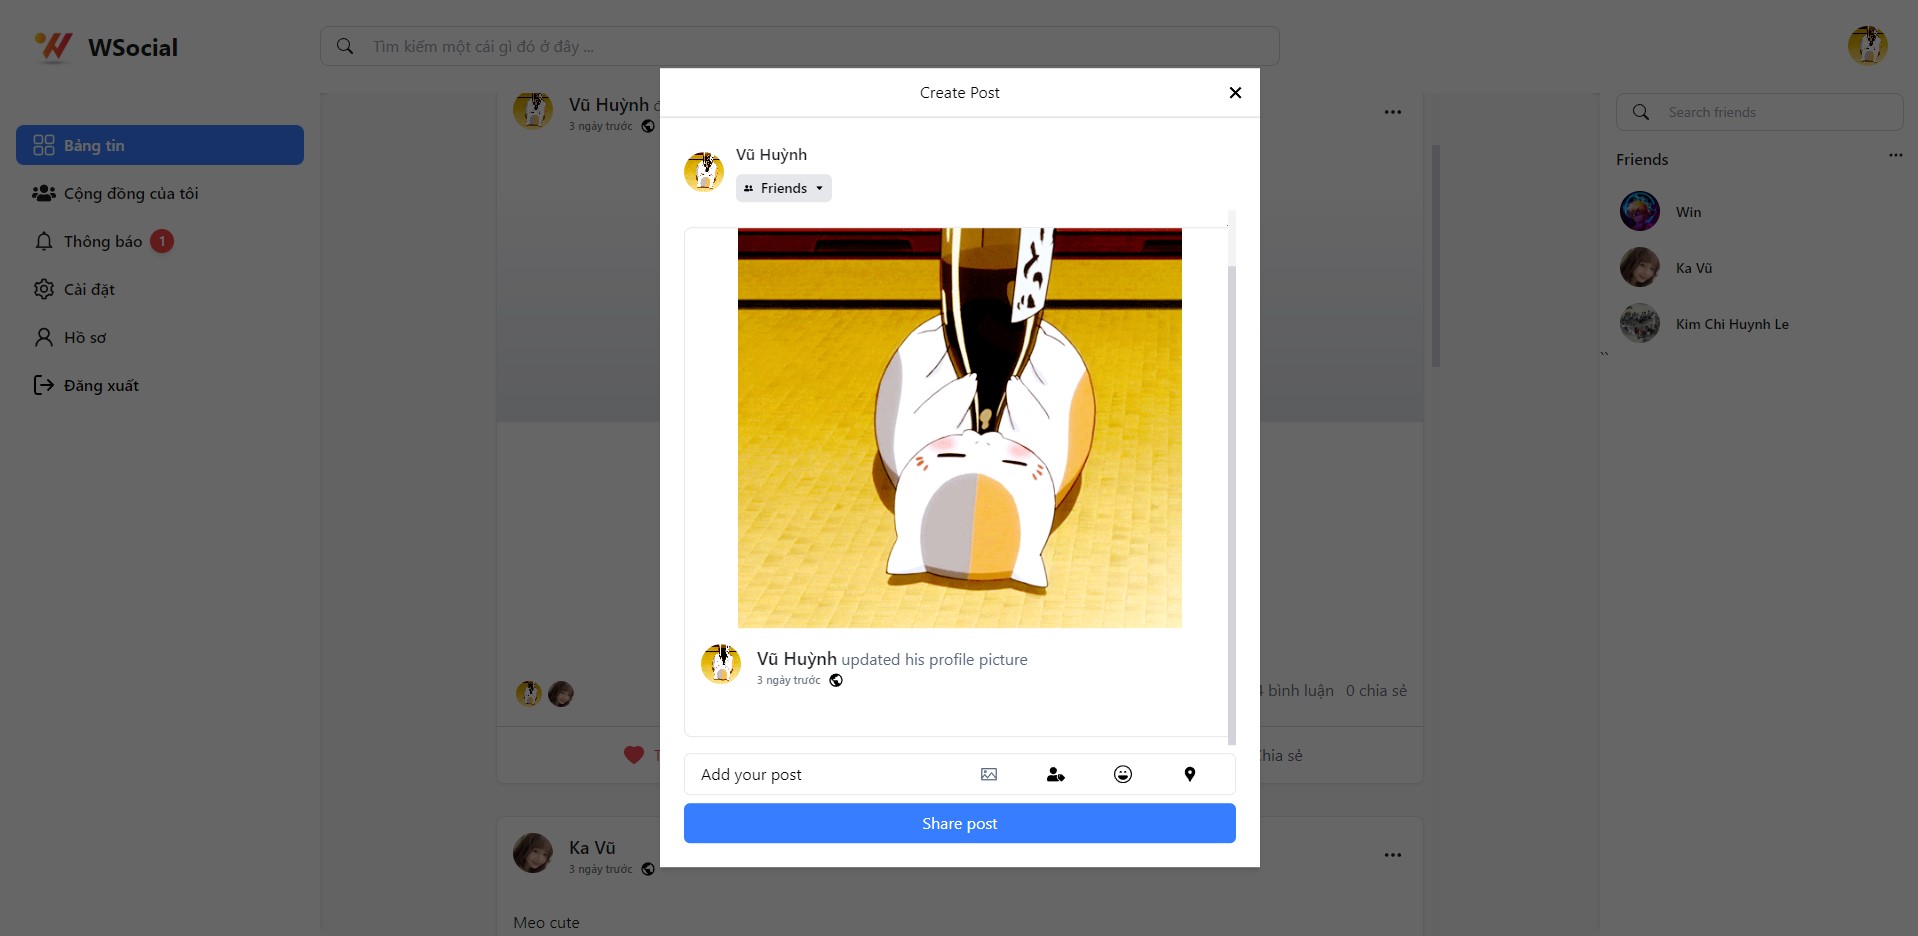 WSocial
Tìm kiếm một cái gì đó ở đây ...
Bảng tin
Cộng đồng của tôi
Thông báo 1
Cài đặt
Hồ sơ
Đăng xuất
Vũ Huỳnh
3 ngày trước
4 bình luận 0 chia sẻ
Ka Vũ
3 ngày trước
Meo cute
Create Post
Vũ Huỳnh
Friends
Vũ Huỳnh updated his profile picture
3 ngày trước
Add your post
Share post
Search friends
Friends
Win
Ka Vũ
Kim Chi Huynh Le
``